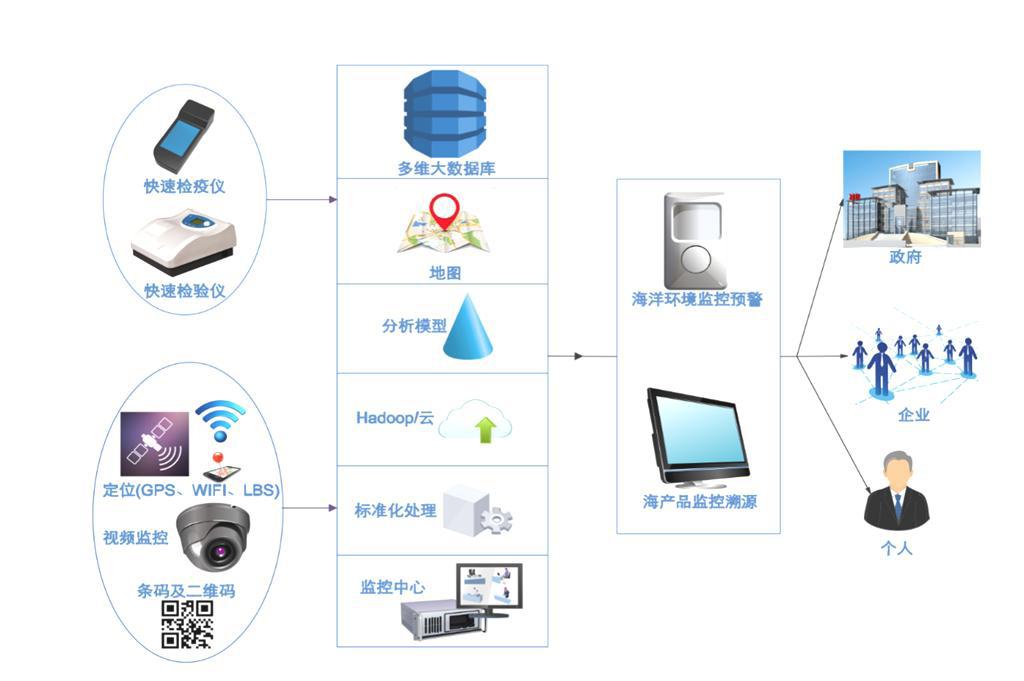 快速检疫仪
快速检验仪
定位(GPS、WIFI、LBS)
视频监控
条码及二维码
多维大数据库
地图
分析模型
Hadoop/云
标准化处理
监控中心
海洋环境监控预警
海产品监控溯源
政府
企业
个人